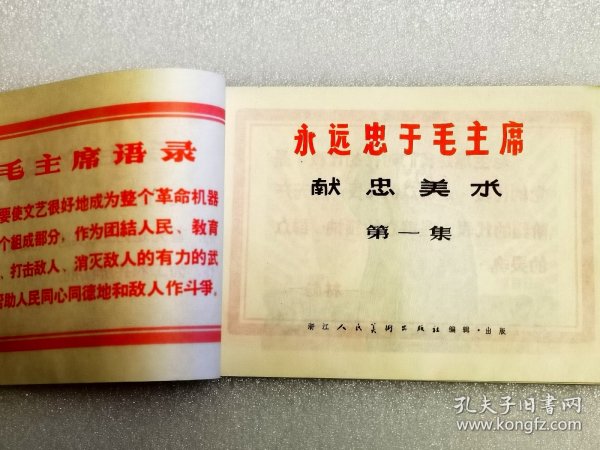 毛主席语录
要使文艺很好地成为整个革命机器
个组成部分，作为团結人民、敎育
、打击敌人、消灭敌人的有力的武
帮助人民同心同德地和敌人作斗爭。
永远忠于毛主席
献忠美术
第一集
浙江人民美術出版社 编辑·出版
孔夫子旧书网
www.kongfz.com